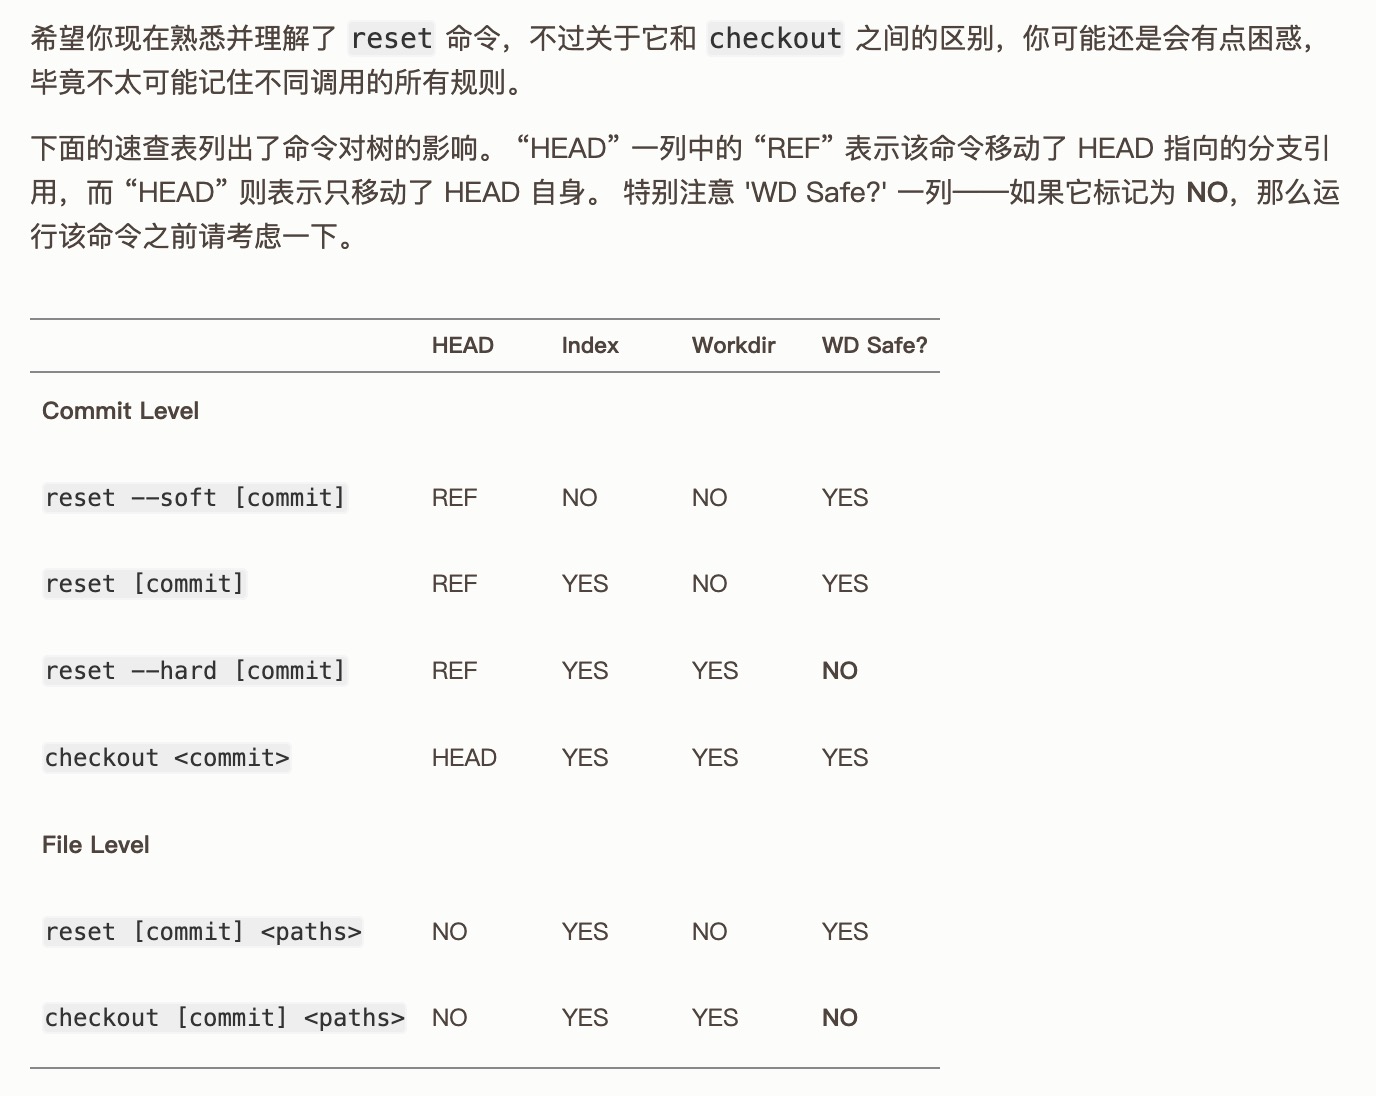 希望你现在熟悉并理解了 reset 命令，不过关于它和 checkout 之间的区别，你可能还是会有点困惑，
毕竟不太可能记住不同调用的所有规则。
下面的速查表列出了命令对树的影响。 “HEAD” 一列中的 “REF” 表示该命令移动了 HEAD 指向的分支引
用，而 “HEAD” 则表示只移动了 HEAD 自身。 特别注意 'WD Safe?' 一列——如果它标记为 NO，那么运
行该命令之前请考虑一下。
HEAD Index Workdir WD Safe?
Commit Level
reset --soft [commit] REF NO NO YES
reset [commit] REF YES NO YES
reset --hard [commit] REF YES YES NO
checkout <commit> HEAD YES YES YES
File Level
reset [commit] <paths> NO YES NO YES
checkout [commit] <paths> NO YES YES NO